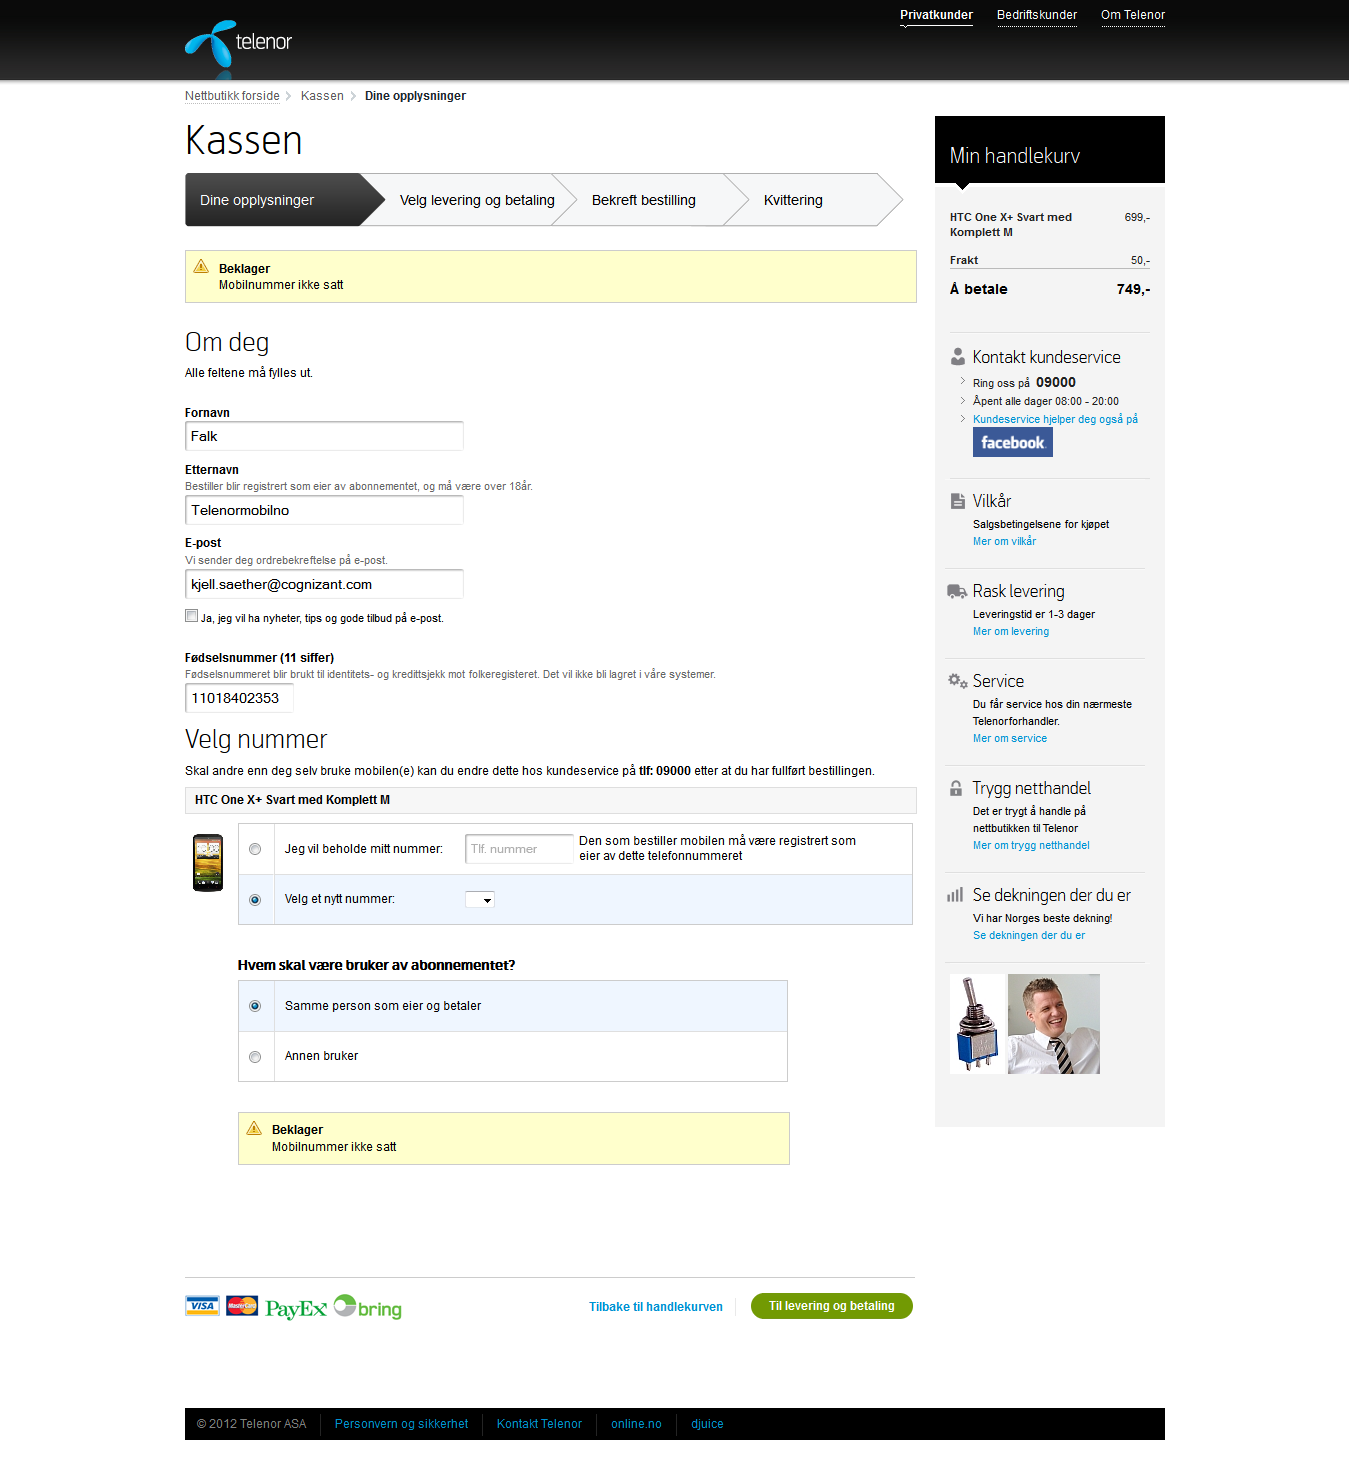 Privatkunder Bedriftskunder Om Telenor
telenor
Nettbutikk forside Kassen Dine opplysninger
Kassen
Dine opplysninger Velg levering og betaling Bekreft bestilling Kvittering
Beklager
Mobilnummer ikke satt
Om deg
Alle feltene må fylles ut.
Fornavn
Falk
Etternavn
Bestiller blir registrert som eier av abonnementet, og må være over 18år.
Telenormobilno
E-post
Vi sender deg ordrebekreftelse på e-post.
kjell.saether@cognizant.com
Ja, jeg vil ha nyheter, tips og gode tilbud på e-post.
Fødselsnummer (11 siffer)
Fødselsnummeret blir brukt til identitets- og kredittsjekk mot folkeregisteret. Det vil ikke bli lagret i våre systemer.
11018402353
Velg nummer
Skal andre enn deg selv bruke mobilen(e) kan du endre dette hos kundeservice på tlf: 09000 etter at du har fullført bestillingen.
HTC One X+ Svart med Komplett M
Jeg vil beholde mitt nummer: Tlf. nummer Den som bestiller mobilen må være registrert som
eier av dette telefonnummeret
Velg et nytt nummer:
Hvem skal være bruker av abonnementet?
Samme person som eier og betaler
Annen bruker
Beklager
Mobilnummer ikke satt
VISA MasterCard PayEx bring
Tilbake til handlekurven Til levering og betaling
Min handlekurv
HTC One X+ Svart med 699,-
Komplett M
Frakt 50,-
Å betale 749,-
Kontakt kundeservice
Ring oss på 09000
Åpent alle dager 08:00 - 20:00
Kundeservice hjelper deg også på
facebook.
Vilkår
Salgsbetingelsene for kjøpet
Mer om vilkår
Rask levering
Leveringstid er 1-3 dager
Mer om levering
Service
Du får service hos din nærmeste
Telenorforhandler.
Mer om service
Trygg netthandel
Det er trygt å handle på
nettbutikken til Telenor
Mer om trygg netthandel
Se dekningen der du er
Vi har Norges beste dekning!
Se dekningen der du er
© 2012 Telenor ASA Personvern og sikkerhet Kontakt Telenor online.no djuice